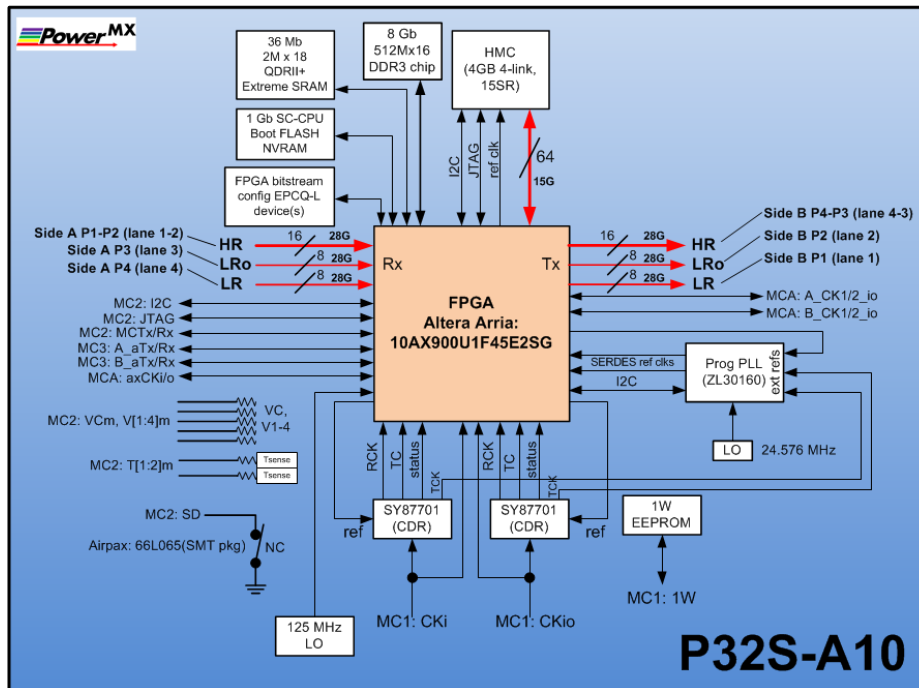 Power MX
36 Mb
2M x 18
QDRII+
Extreme SRAM
8 Gb
512Mx16
DDR3 chip
HMC
(4GB 4-link,
15SR)
1 Gb SC-CPU
Boot FLASH
NVRAM
FPGA bitstream
config EPCQ-L
device(s)
I2C
JTAG
ref clk
64
15G
Side A P1-P2 (lane 1-2)
HR
16
28G
Side A P3 (lane 3)
LRo
8
28G
Side A P4 (lane 4)
LR
8
28G
Rx
Tx
16
28G
HR
Side B P4-P3 (lane 4-3)
8
28G
LRo
Side B P2 (lane 2)
8
28G
LR
Side B P1 (lane 1)
FPGA
Altera Arria:
10AX900U1F45E2SG
MC2: I2C
MC2: JTAG
MC2: MCTx/Rx
MC3: A_aTx/Rx
MC3: B_aTx/Rx
MCA: axCKi/o
MCA: A_CK1/2_io
MCA: B_CK1/2_io
SERDES ref clks
I2C
Prog PLL
(ZL30160)
ext refs
LO
24.576 MHz
MC2: VCm, V[1:4]m
VC,
V1-4
MC2: T[1:2]m
Tsense
Tsense
MC2: SD
Airpax: 66L065(SMT pkg)
NC
RCK
TC
status
TCK
RCK
TC
status
TCK
ref
SY87701
(CDR)
SY87701
(CDR)
ref
1W
EEPROM
MC1: CKi
MC1: CKio
MC1: 1W
125 MHz
LO
P32S-A10